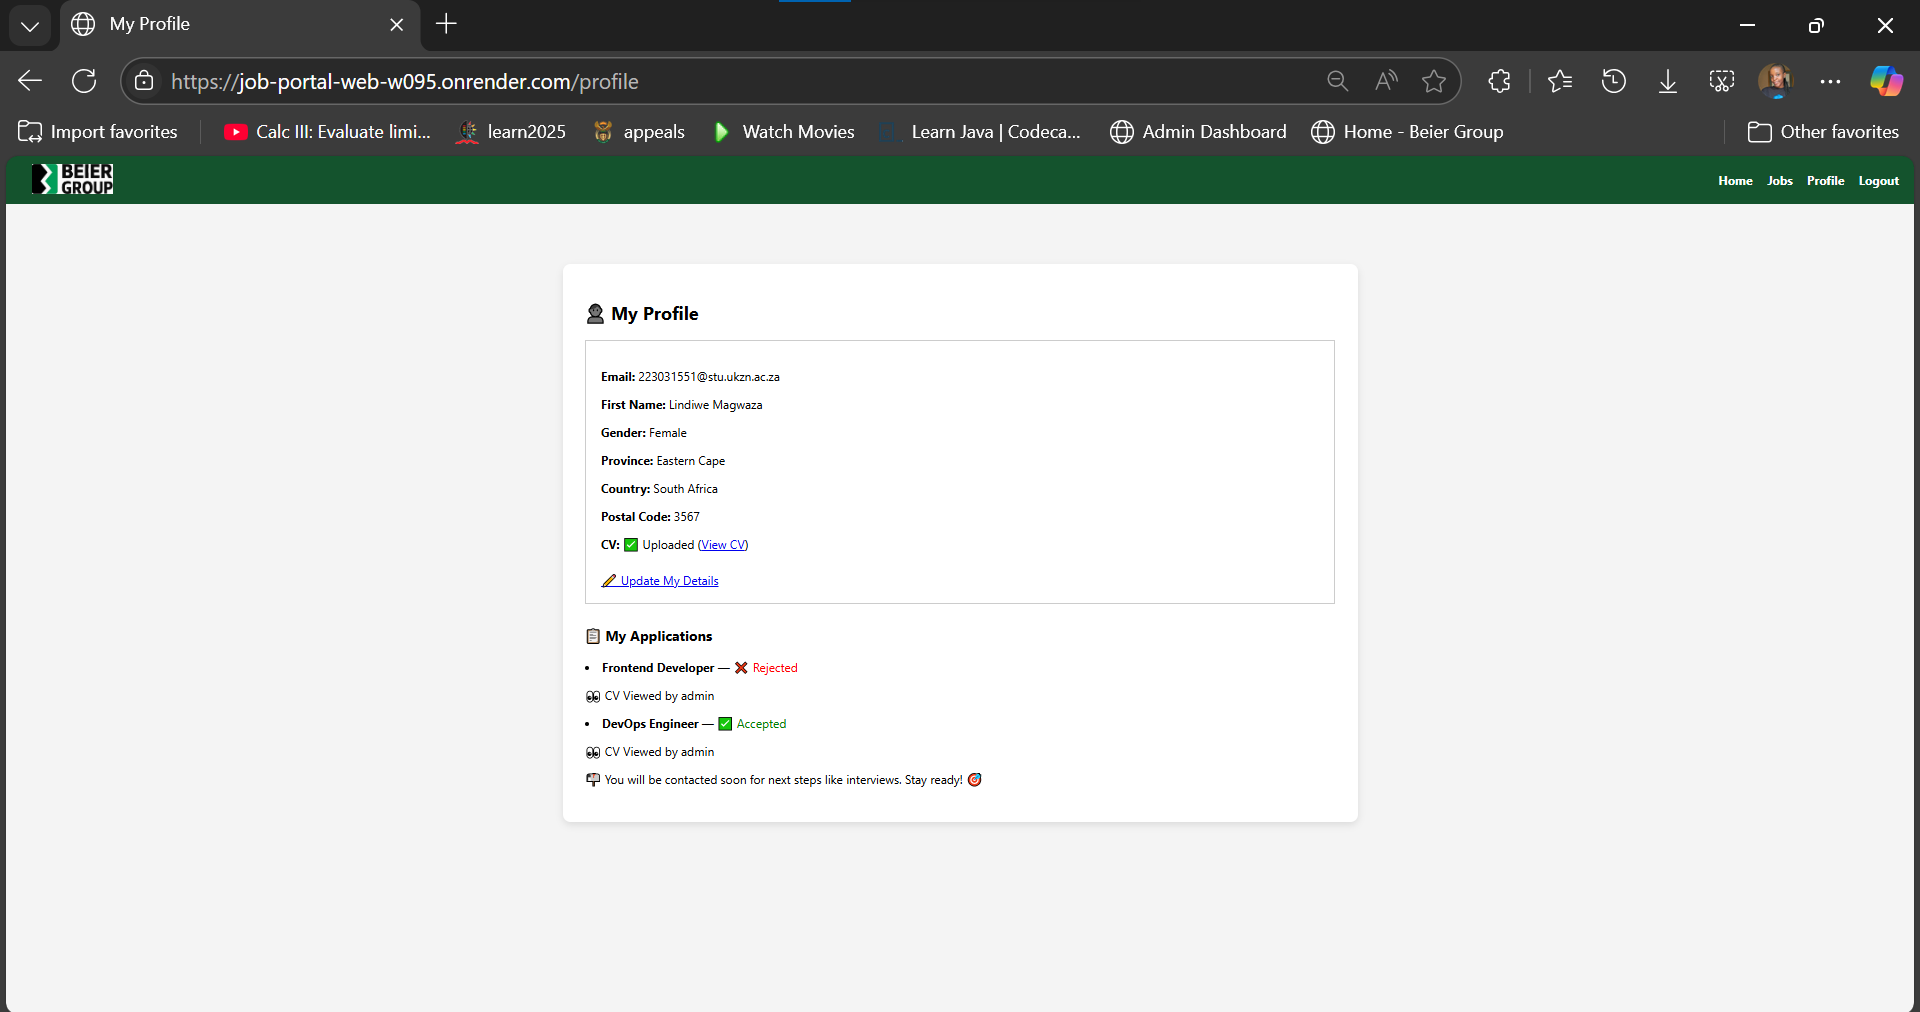 My Profile
https://job-portal-web-w095.onrender.com/profile
Import favorites
Calc III: Evaluate limi...
learn2025
appeals
Watch Movies
Learn Java | Codeca...
Admin Dashboard
Home - Beier Group
Other favorites
BEIER
GROUP
Home Jobs Profile Logout
My Profile
Email: 223031551@stu.ukzn.ac.za
First Name: Lindiwe Magwaza
Gender: Female
Province: Eastern Cape
Country: South Africa
Postal Code: 3567
CV: ✅ Uploaded (View CV)
✏️ Update My Details
📋 My Applications
• Frontend Developer — ❌ Rejected
👀 CV Viewed by admin
• DevOps Engineer — ✅ Accepted
👀 CV Viewed by admin
📬 You will be contacted soon for next steps like interviews. Stay ready! 🎯